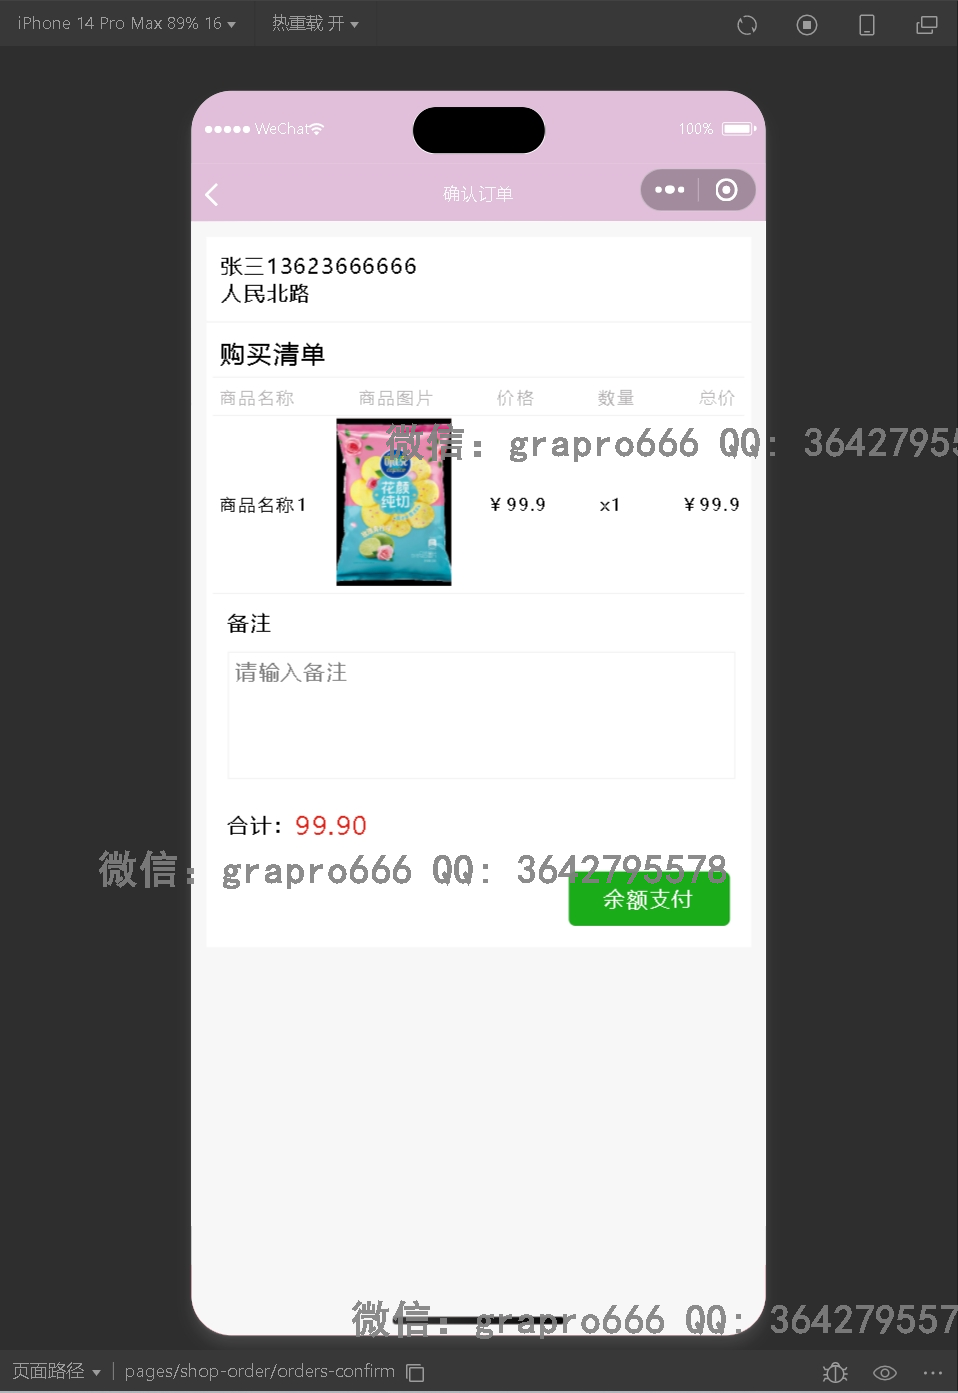 iPhone 14 Pro Max 89% 16 热重载 开
WeChat 100%
确认订单
张三13623666666
人民北路
购买清单
商品名称 商品图片 价格 数量 总价
微信：grapro666 QQ: 36427955
花颜
纯切
商品名称1 ￥99.9 x1 ￥99.9
备注
请输入备注
合计：99.90
微信：grapro666 QQ: 3642795578
余额支付
微信：grapro666 QQ: 364279557
页面路径 pages/shop-order/orders-confirm